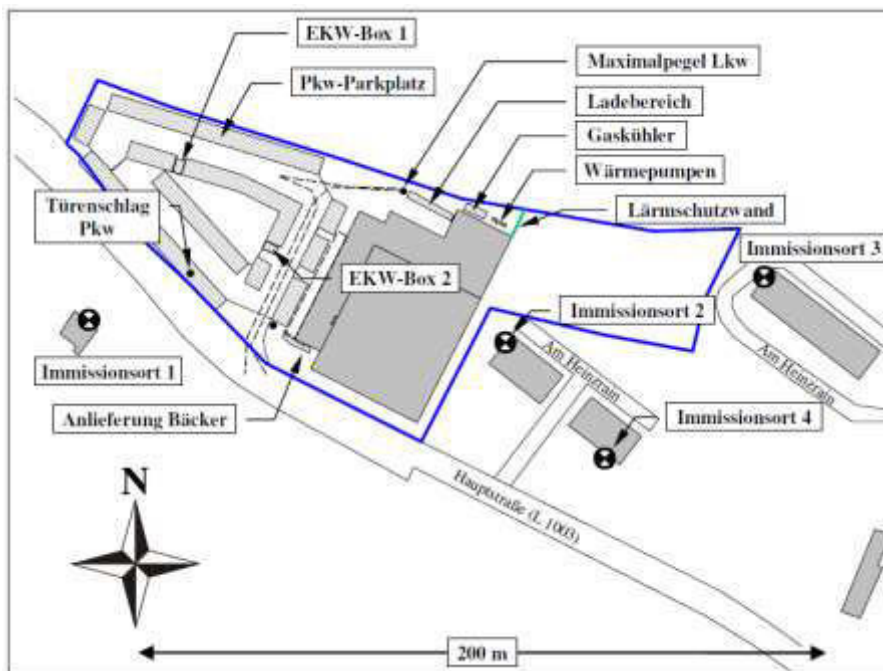 EKW-Box 1
Maximalpegel Lkw
Pkw-Parkplatz
Ladebereich
Gaskühler
Wärmepumpen
Türenschlag
Pkw
Lärmschutzwand
Immissionsort 3
EKW-Box 2
Immissionsort 2
Am Heinzrain
Am Heinzrain
Immissionsort 1
Anlieferung Bäcker
Immissionsort 4
N
Hauptstraße (L 1003)
200 m